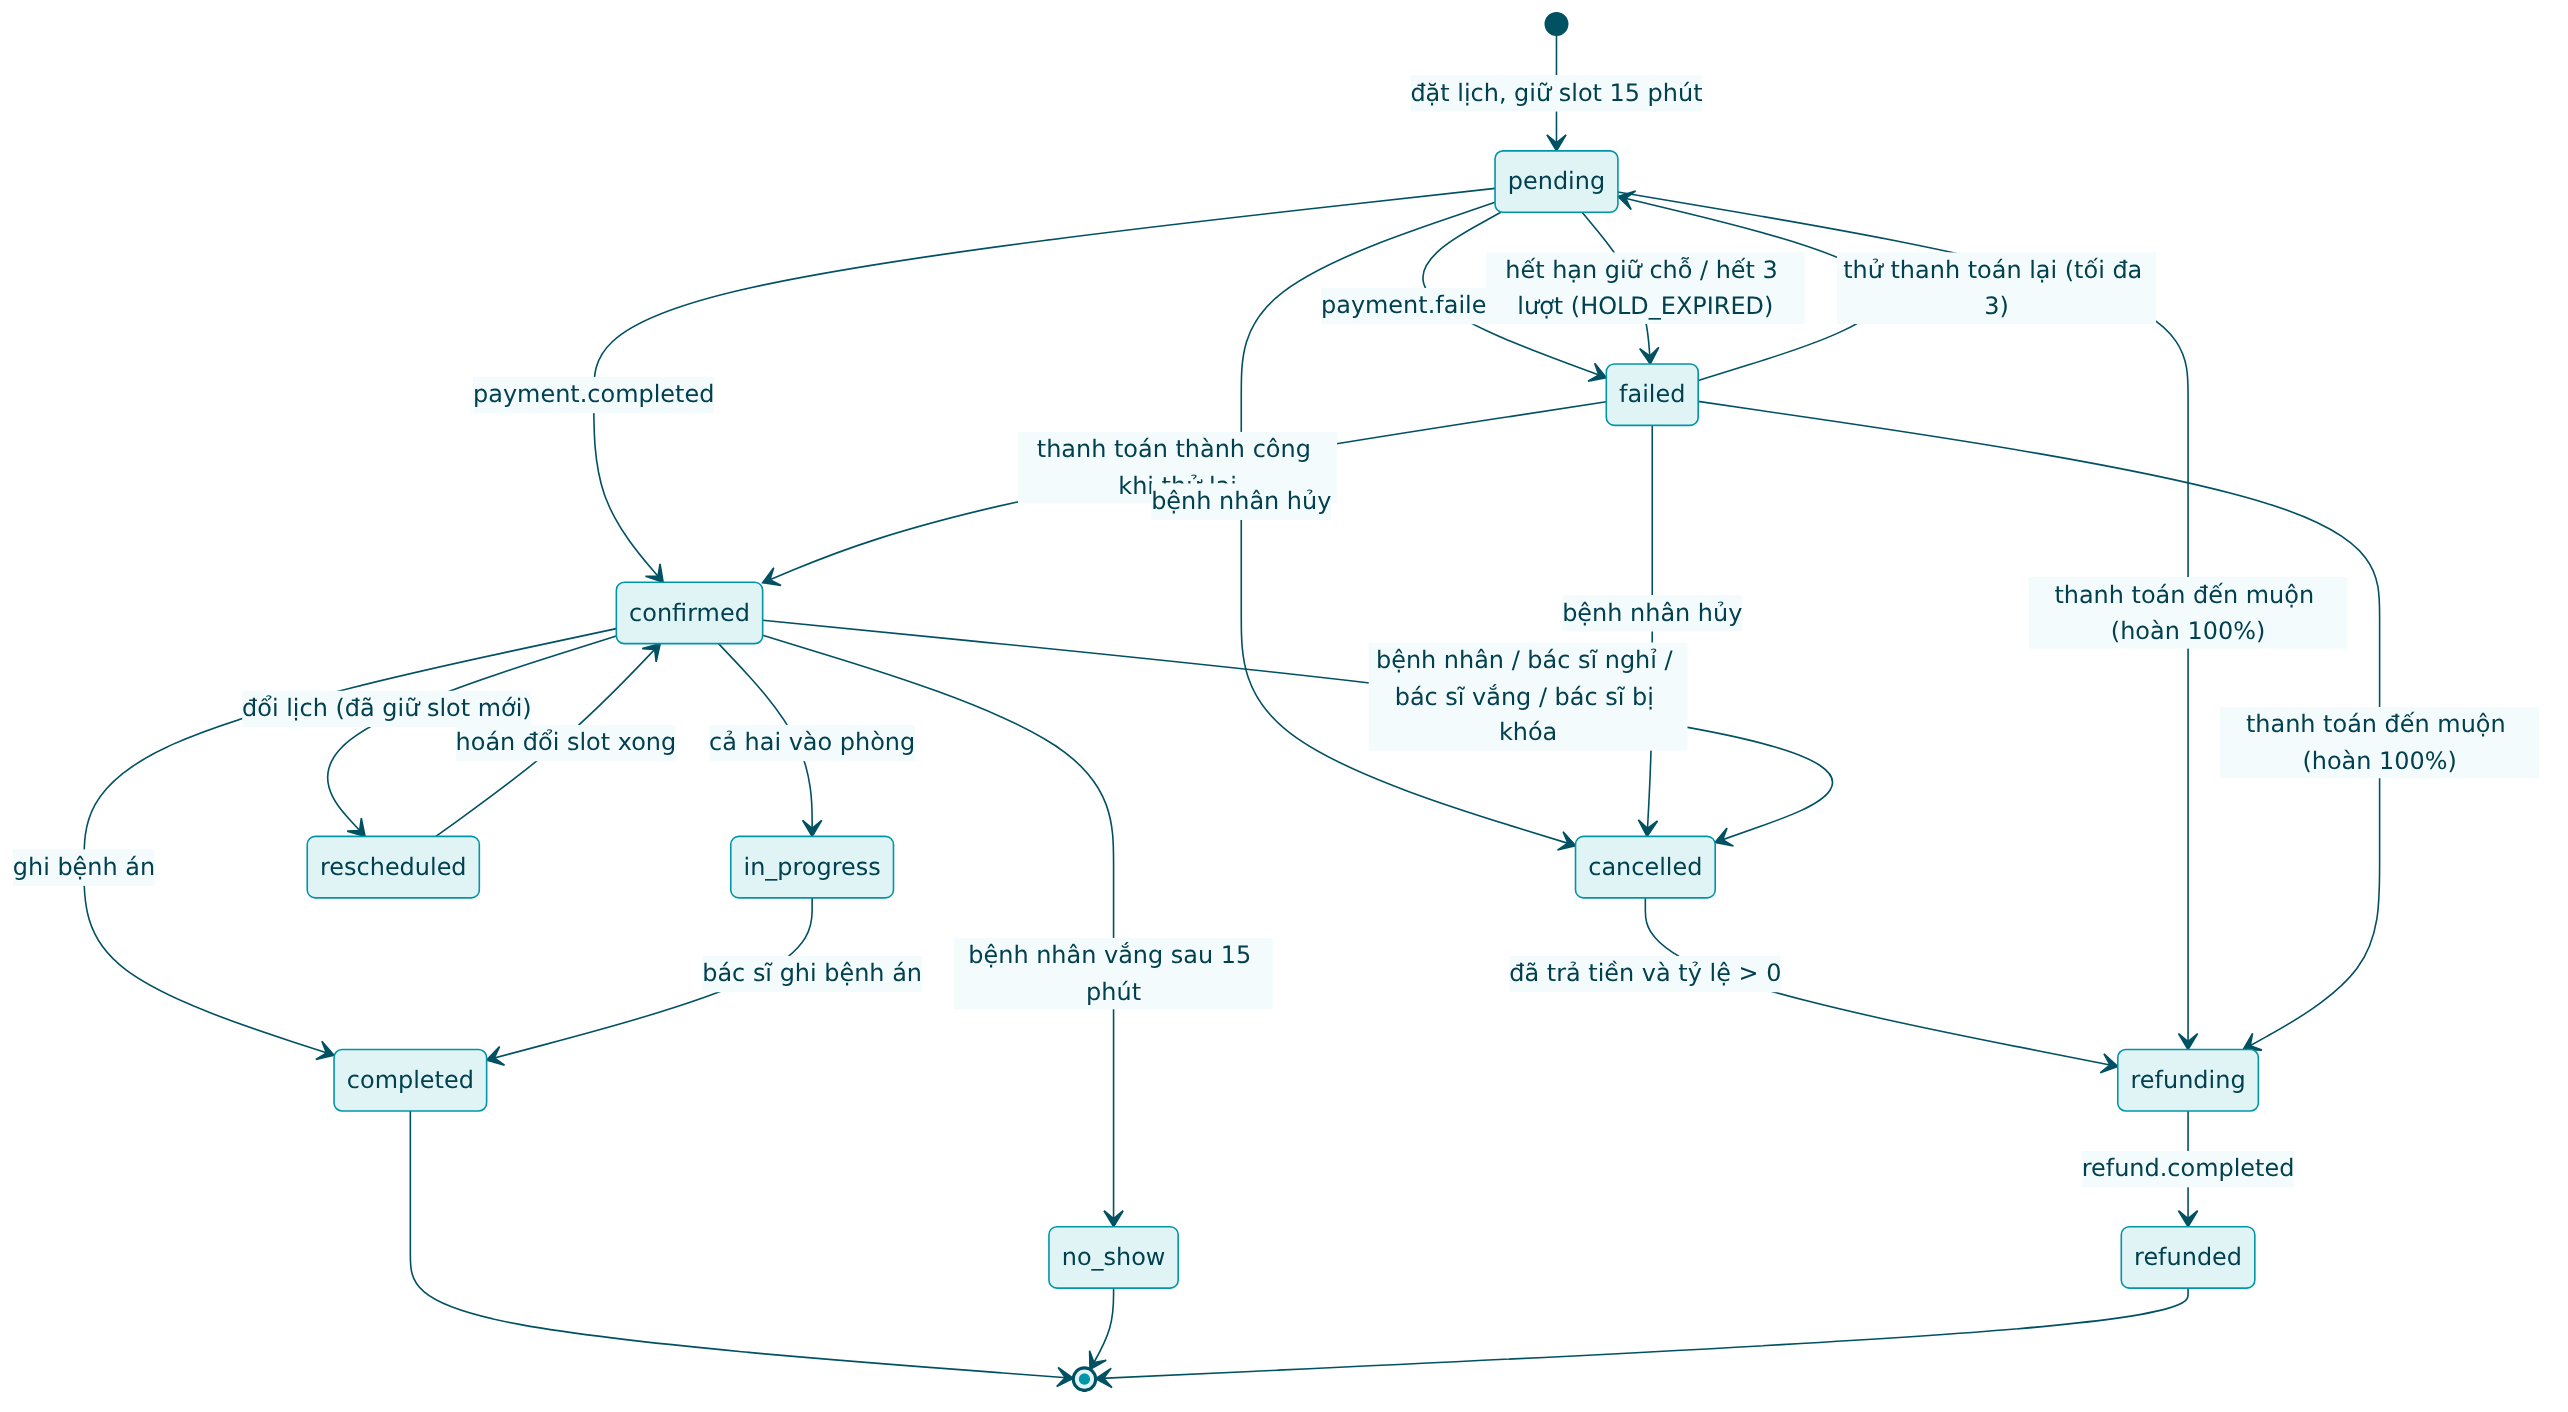 đặt lịch, giữ slot 15 phút
pending
hết hạn giữ chỗ / hết 3
lượt (HOLD_EXPIRED)
thử thanh toán lại (tối đa
3)
payment.faile
payment.completed
failed
thanh toán thành công
khi thử lại
bệnh nhân hủy
thanh toán đến muộn
(hoàn 100%)
confirmed
bệnh nhân hủy
bệnh nhân / bác sĩ nghỉ /
bác sĩ vắng / bác sĩ bị
khóa
đổi lịch (đã giữ slot mới)
hoán đổi slot xong
cả hai vào phòng
thanh toán đến muộn
(hoàn 100%)
ghi bệnh án
rescheduled
in_progress
cancelled
bệnh nhân vắng sau 15
phút
bác sĩ ghi bệnh án
đã trả tiền và tỷ lệ > 0
completed
refunding
refund.completed
no_show
refunded